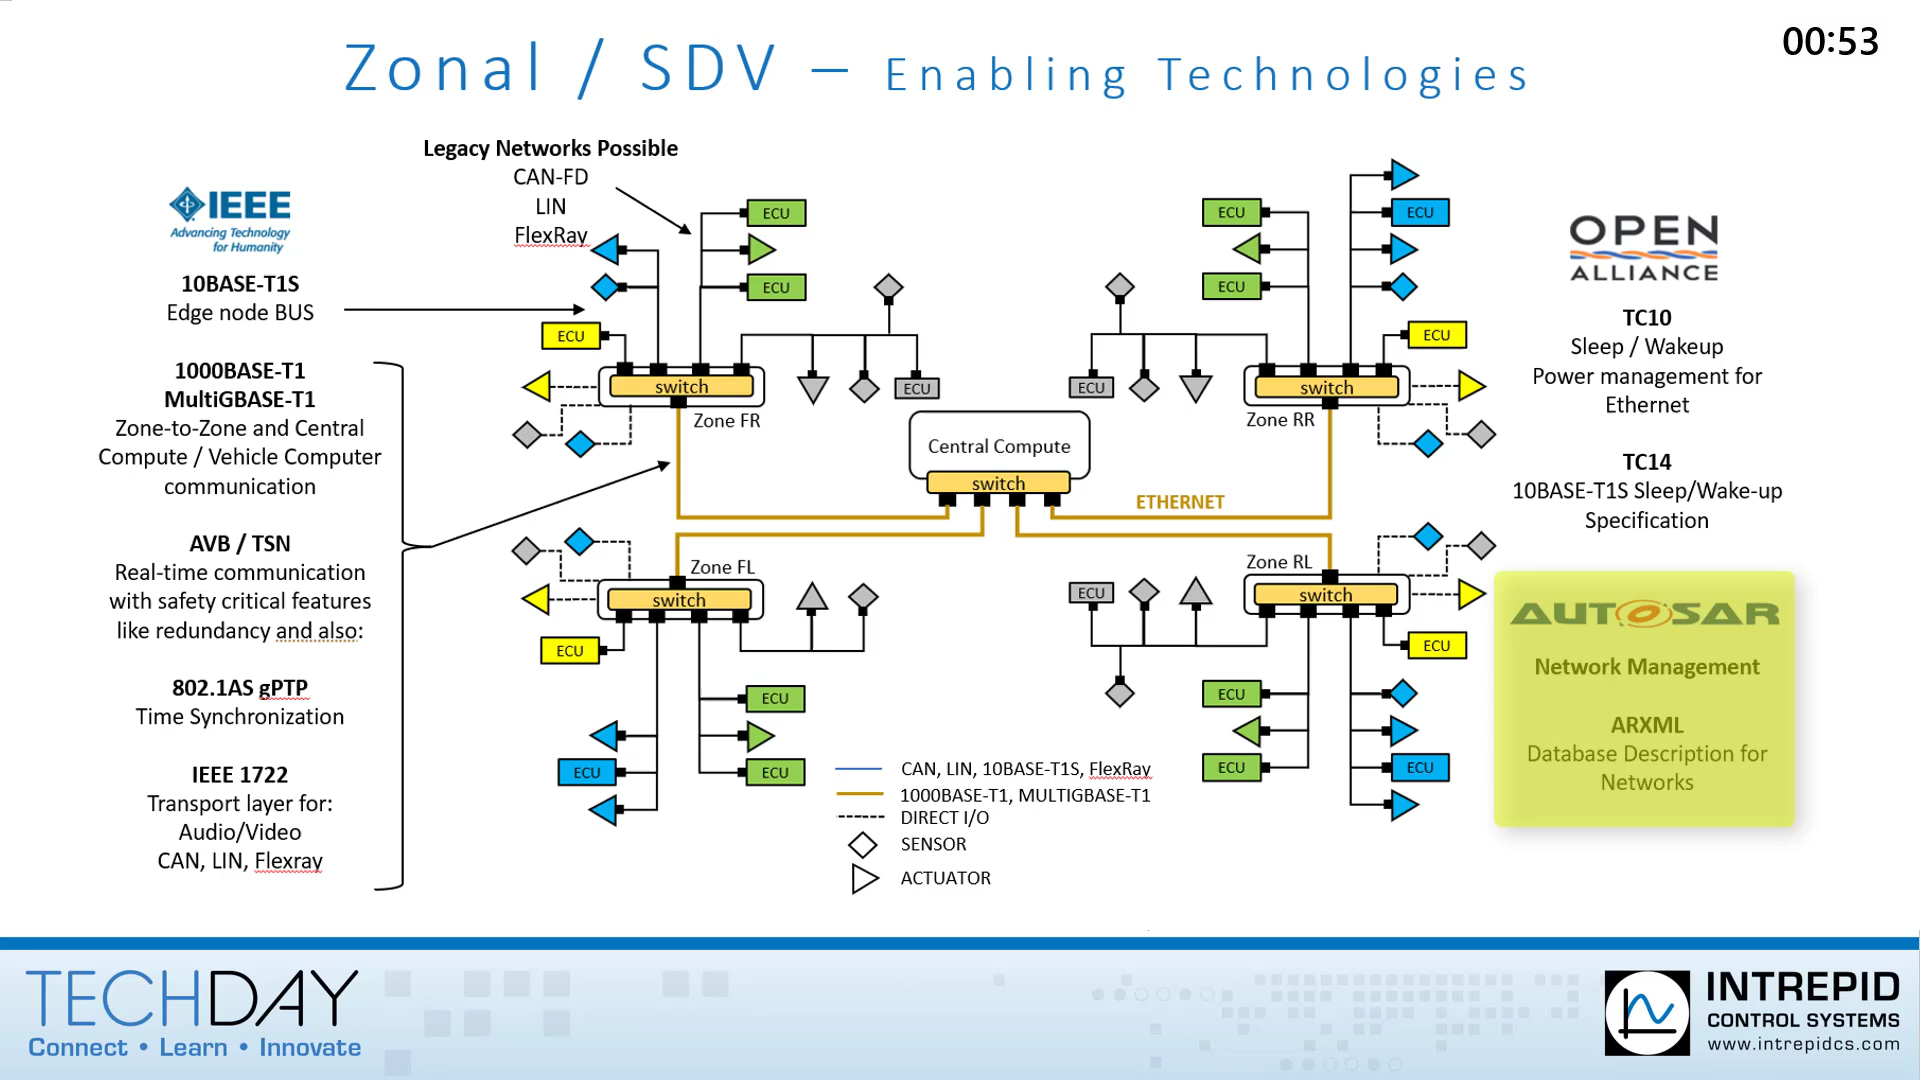 00:53
Zonal / SDV – Enabling Technologies
Legacy Networks Possible
CAN-FD
LIN
FlexRay
IEEE
Advancing Technology
for Humanity
10BASE-T1S
Edge node BUS
1000BASE-T1
MultiGBASE-T1
Zone-to-Zone and Central
Compute / Vehicle Computer
communication
AVB / TSN
Real-time communication
with safety critical features
like redundancy and also:
802.1AS gPTP
Time Synchronization
IEEE 1722
Transport layer for:
Audio/Video
CAN, LIN, Flexray
ECU
ECU
ECU
ECU
switch
Zone FR
ECU
ECU
ECU
ECU
ECU
switch
Zone RR
ECU
Central Compute
switch
ETHERNET
Zone FL
switch
ECU
ECU
ECU
ECU
Zone RL
switch
ECU
ECU
ECU
ECU
ECU
CAN, LIN, 10BASE-T1S, FlexRay
1000BASE-T1, MULTIGBASE-T1
DIRECT I/O
SENSOR
ACTUATOR
OPEN
ALLIANCE
TC10
Sleep / Wakeup
Power management for
Ethernet
TC14
10BASE-T1S Sleep/Wake-up
Specification
AUTOSAR
Network Management
ARXML
Database Description for
Networks
TECHDAY
Connect • Learn • Innovate
INTREPID
CONTROL SYSTEMS
www.intrepidcs.com